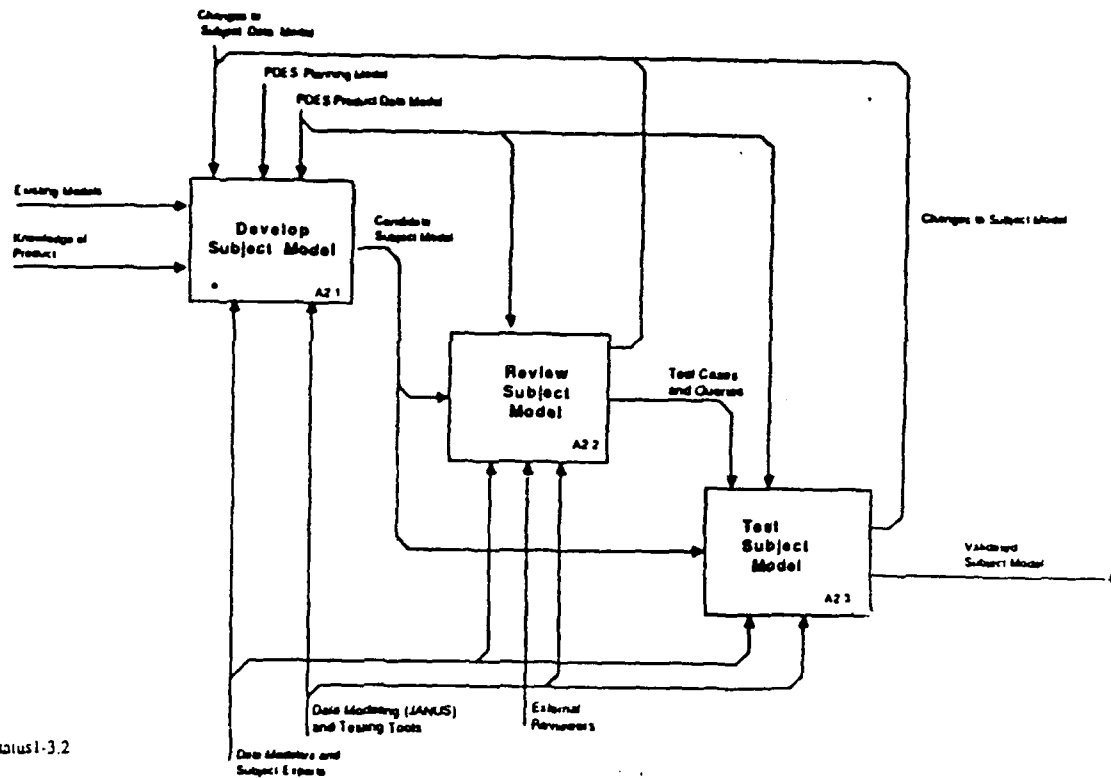 Changes to
Subject Data Model
PDES Planning Model
PDES Product Data Model
Existing Models
Knowledge of
Product
Develop
Subject Model
A2.1
Candidate
Subject Model
Changes to Subject Model
Review
Subject
Model
A2.2
Test Cases
and Queries
Test
Subject
Model
A2.3
Validated
Subject Model
Data Modeling (JANUS)
and Testing Tools
External
Reviewers
Data Modelers and
Subject Experts
status1-3.2